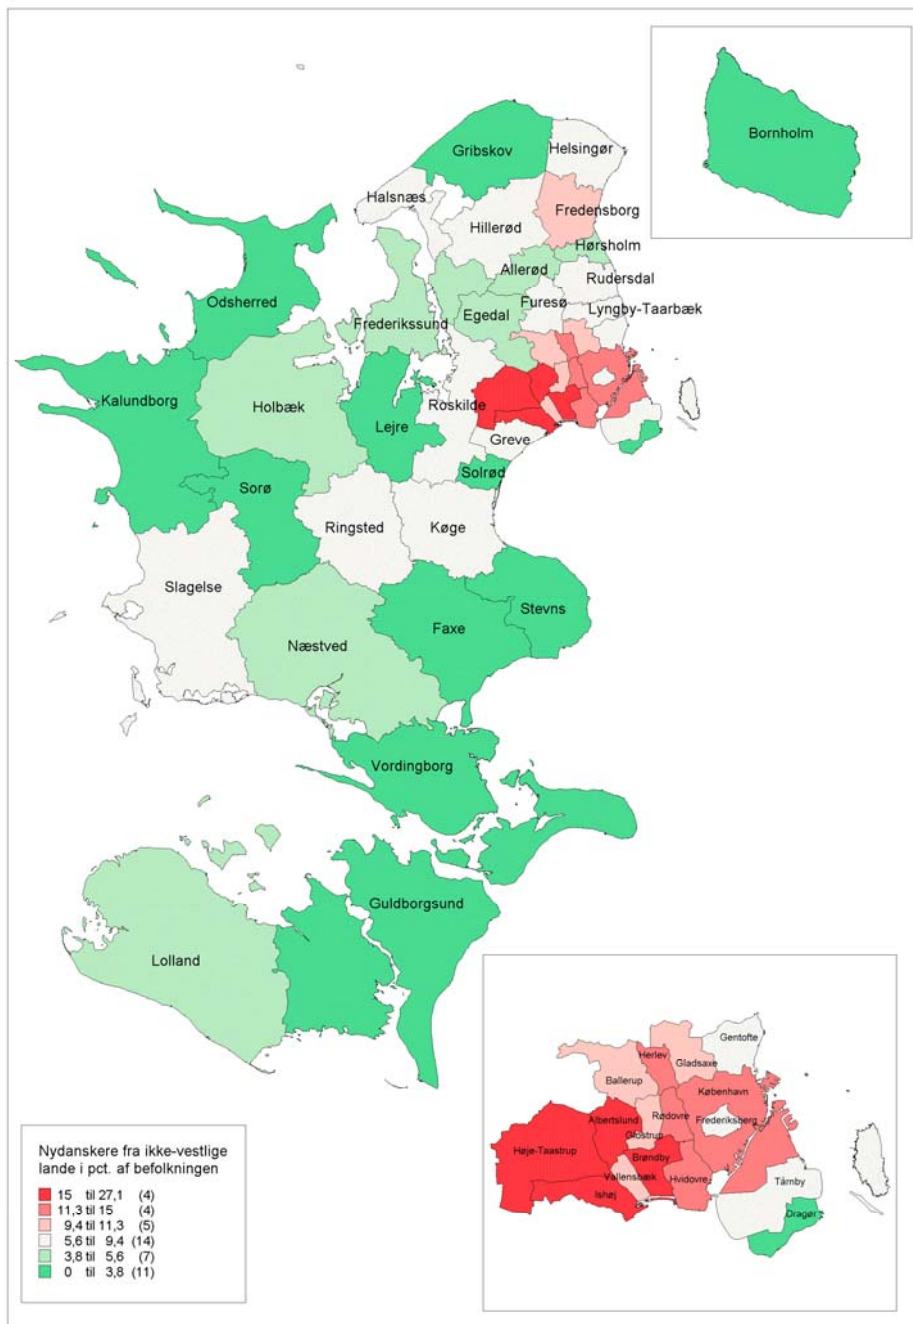 Bornholm
Helsingør
Gribskov
Halsnæs
Fredensborg
Hillerød
Hørsholm
Allerød
Rudersdal
Odsherred
Furesø
Lyngby-Taarbæk
Egedal
Frederikssund
Kalundborg
Holbæk
Roskilde
Lejre
Greve
Solrød
Sorø
Ringsted
Køge
Slagelse
Stevns
Faxe
Næstved
Vordingborg
Guldborgsund
Lolland
Gentofte
Herlev
Gladsaxe
Ballerup
København
Rødovre
Albertslund
Frederiksberg
Glostrup
Høje-Taastrup
Brøndby
Vallensbæk
Hvidovre
Tårnby
Ishøj
Dragør
Nydanskere fra ikke-vestlige
lande i pct. af befolkningen
15 til 27,1 (4)
11,3 til 15 (4)
9,4 til 11,3 (5)
5,6 til 9,4 (14)
3,8 til 5,6 (7)
0 til 3,8 (11)